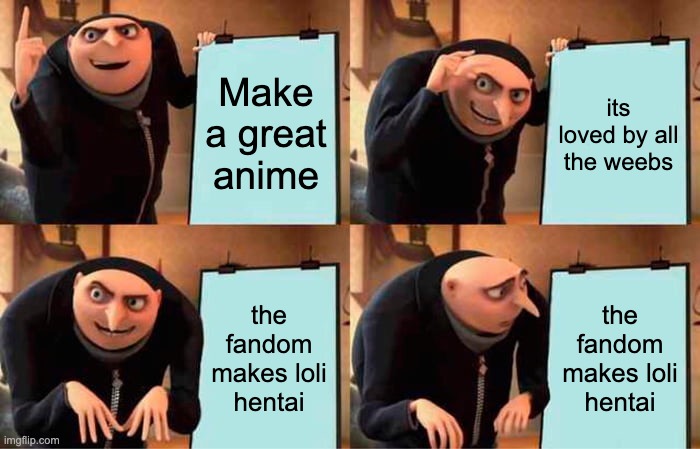 Make
a great
anime
its
loved by all
the weebs
the
fandom
makes loli
hentai
the
fandom
makes loli
hentai
imgflip.com